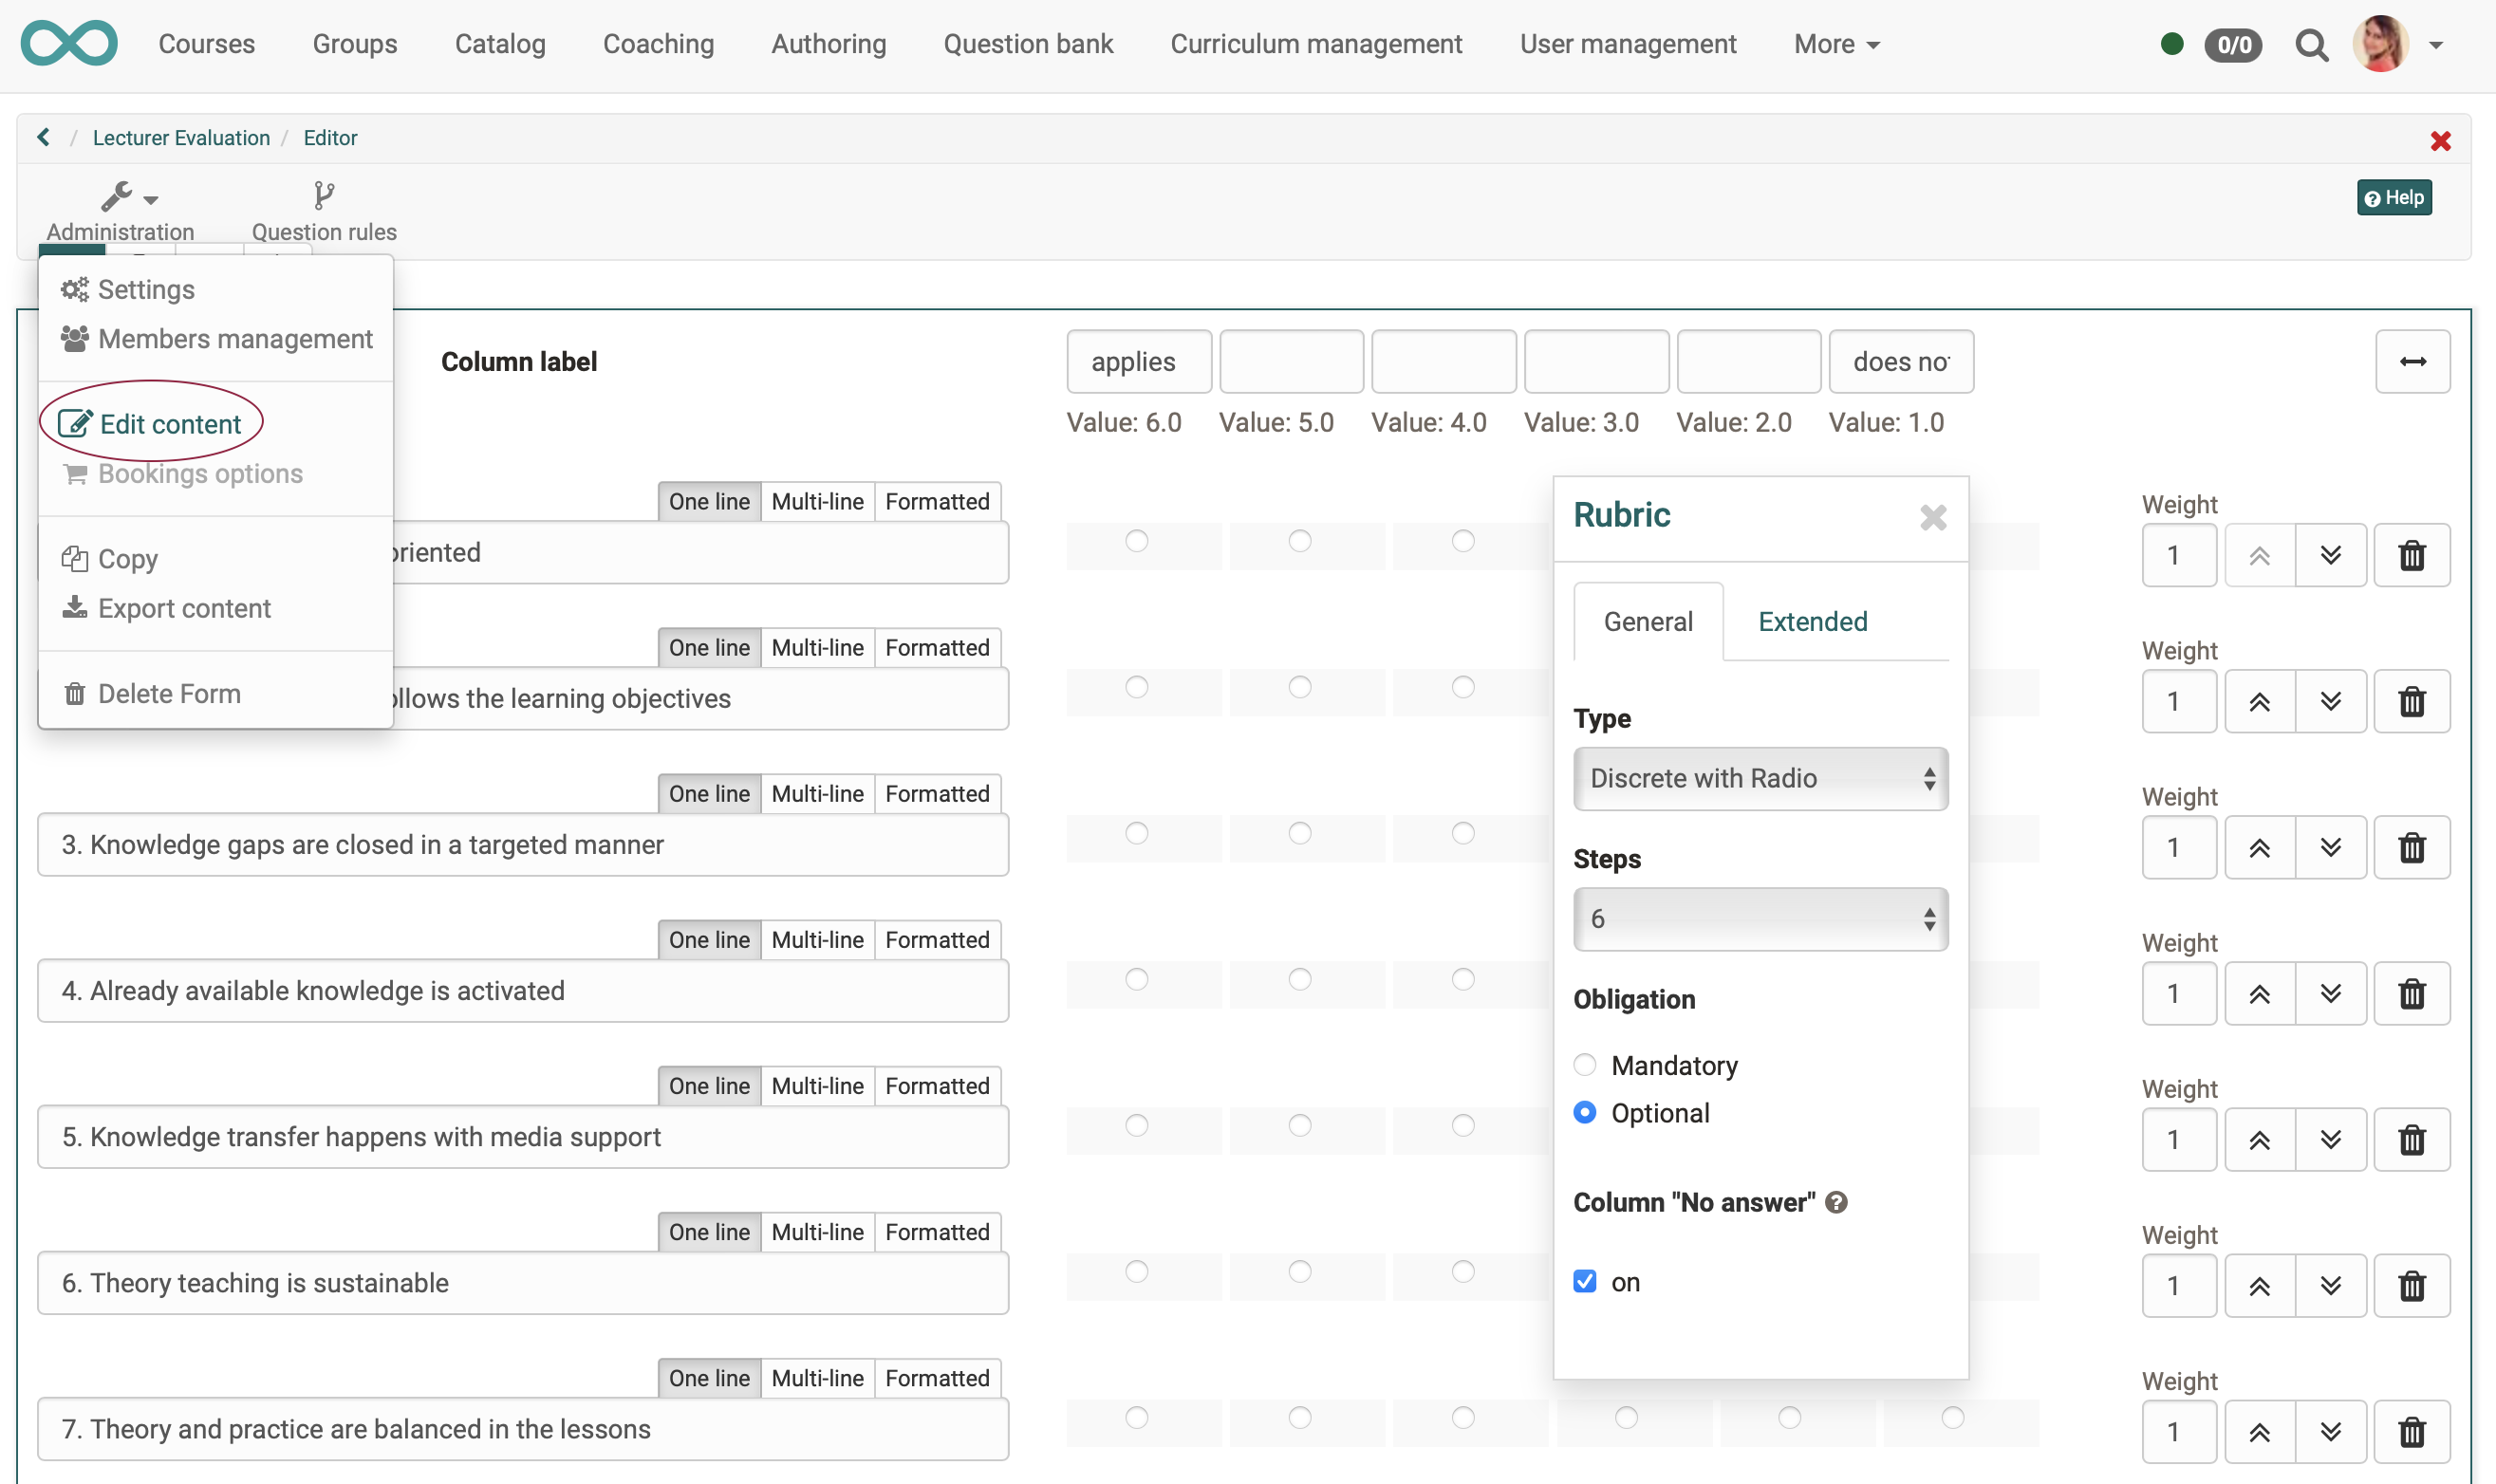 Courses Groups Catalog Coaching Authoring Question bank Curriculum management User management More 0/0
/ Lecturer Evaluation / Editor
Help
Administration Question rules
Settings
Members management
Edit content
Bookings options
Copy
Export content
Delete Form
Column label applies does no
Value: 6.0 Value: 5.0 Value: 4.0 Value: 3.0 Value: 2.0 Value: 1.0
One line Multi-line Formatted Weight
oriented 1
One line Multi-line Formatted Weight
ollows the learning objectives 1
One line Multi-line Formatted Weight
3. Knowledge gaps are closed in a targeted manner 1
One line Multi-line Formatted Weight
4. Already available knowledge is activated 1
One line Multi-line Formatted Weight
5. Knowledge transfer happens with media support 1
One line Multi-line Formatted Weight
6. Theory teaching is sustainable 1
One line Multi-line Formatted Weight
7. Theory and practice are balanced in the lessons 1
Rubric
General Extended
Type
Discrete with Radio
Steps
6
Obligation
Mandatory
Optional
Column "No answer"
on